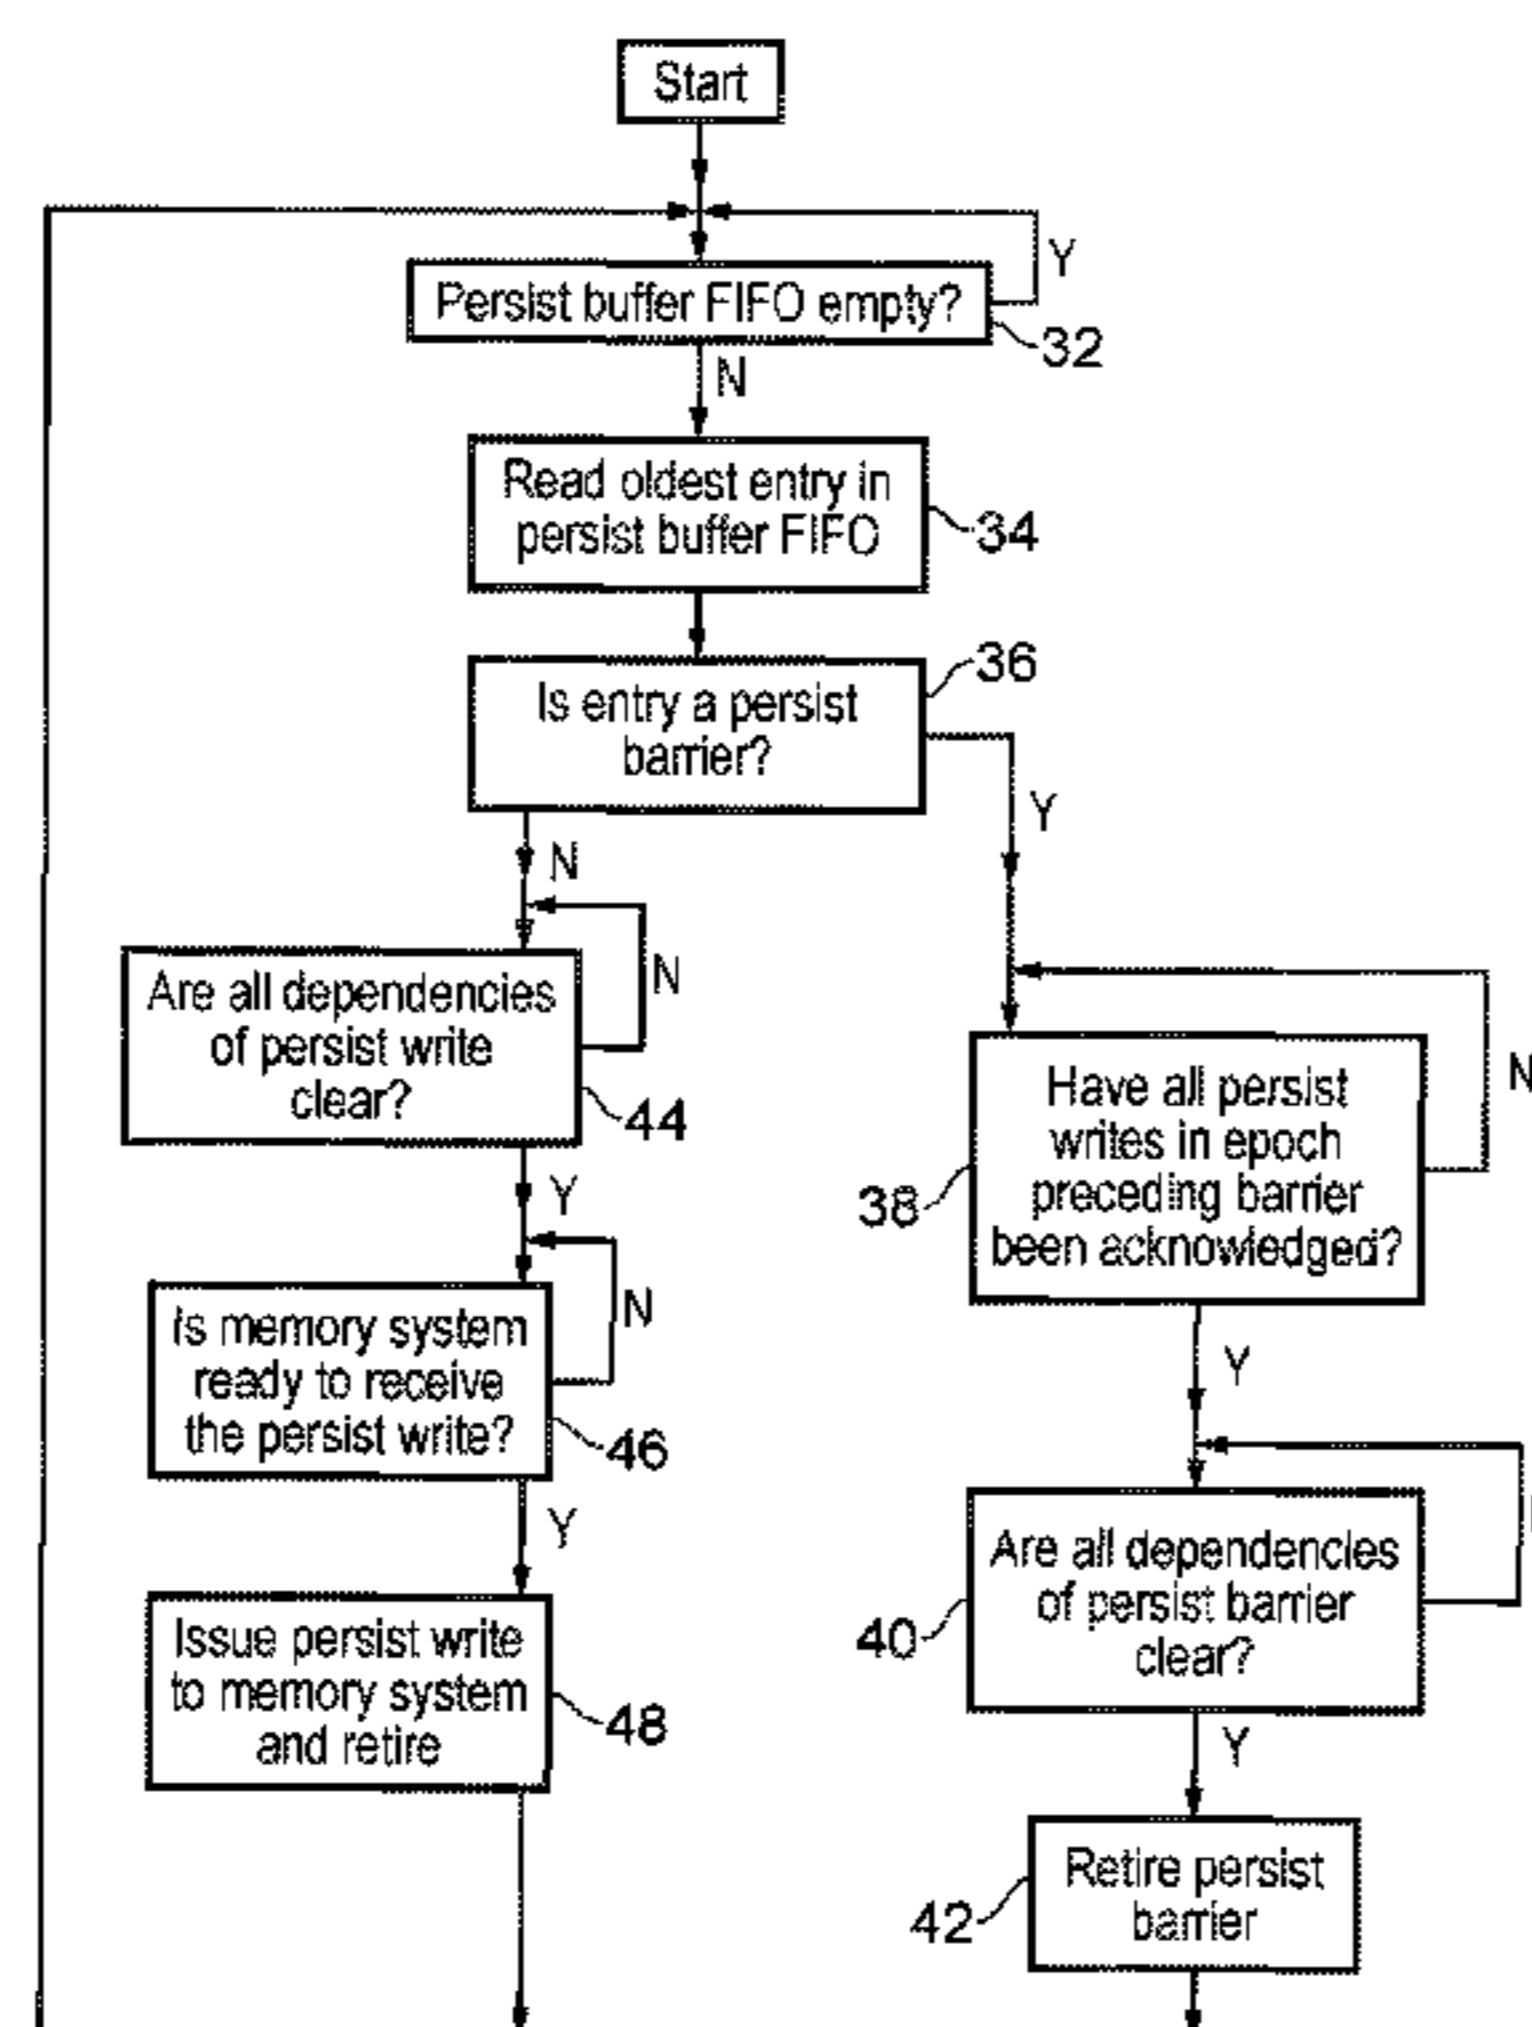 Start
Y
Persist buffer FIFO empty?
32
N
Read oldest entry in
persist buffer FIFO
34
36
Is entry a persist
barrier?
Y
N
N
Are all dependencies
of persist write
clear?
44
Have all persist
writes in epoch
preceding barrier
been acknowledged?
N
38
Y
N
Is memory system
ready to receive
the persist write?
46
Y
Y
Are all dependencies
of persist barrier
clear?
40
Issue persist write
to memory system
and retire
48
Y
Retire persist
barrier
42